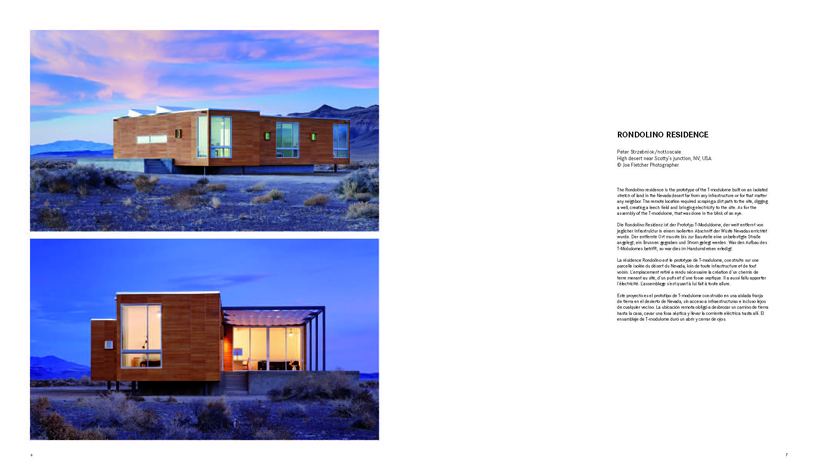 RONDOLINO RESIDENCE
Peter Strzebniok/nottoscale
High desert near Scotty's junction, NV, USA
© Joe Fletcher Photographer
The Rondolino residence is the prototype of the T-modulome built on an isolated
stretch of land in the Nevada desert far from any infrastructure or for that matter
any neighbor. The remote location required scraping a dirt path to the site, digging
a well, creating a leech field and bringing electricity to the site. As for the
assembly of the T-modulome, that was done in the blink of an eye.
Die Rondolino Residenz ist der Prototyp T-Modulome, der weit entfernt von
jeglicher Infrastruktur in einem isolierten Abschnitt der Wüste Nevadas errichtet
wurde. Der entfernte Ort musste bis zur Baustelle eine unbefestigte Straße
angelegt, ein Brunnen gegraben und Strom gelegt werden. Was den Aufbau des
T-Modulomes betrifft, so war dies im Handumdrehen erledigt.
La résidence Rondolino est le prototype de T-modulome, construite sur une
parcelle isolée du désert du Nevada, loin de toute infrastructure et de tout
voisin. L'emplacement retiré a rendu nécessaire la création d'un chemin de
terre menant au site, d'un puits et d'une fosse septique. Il a aussi fallu apporter
l'électricité. L'assemblage s'est quant à lui fait à toute allure.
Este proyecto es el prototipo de T-modulome construido en una aislada franja
de tierra en el desierto de Nevada, sin acceso a infraestructuras e incluso lejos
de cualquier vecino. La ubicación remota obligó a desbrozar un camino de tierra
hasta la casa, cavar una fosa séptica y llevar la corriente eléctrica hasta allí. El
ensamblaje de T-modulome duró un abrir y cerrar de ojos.
6
7